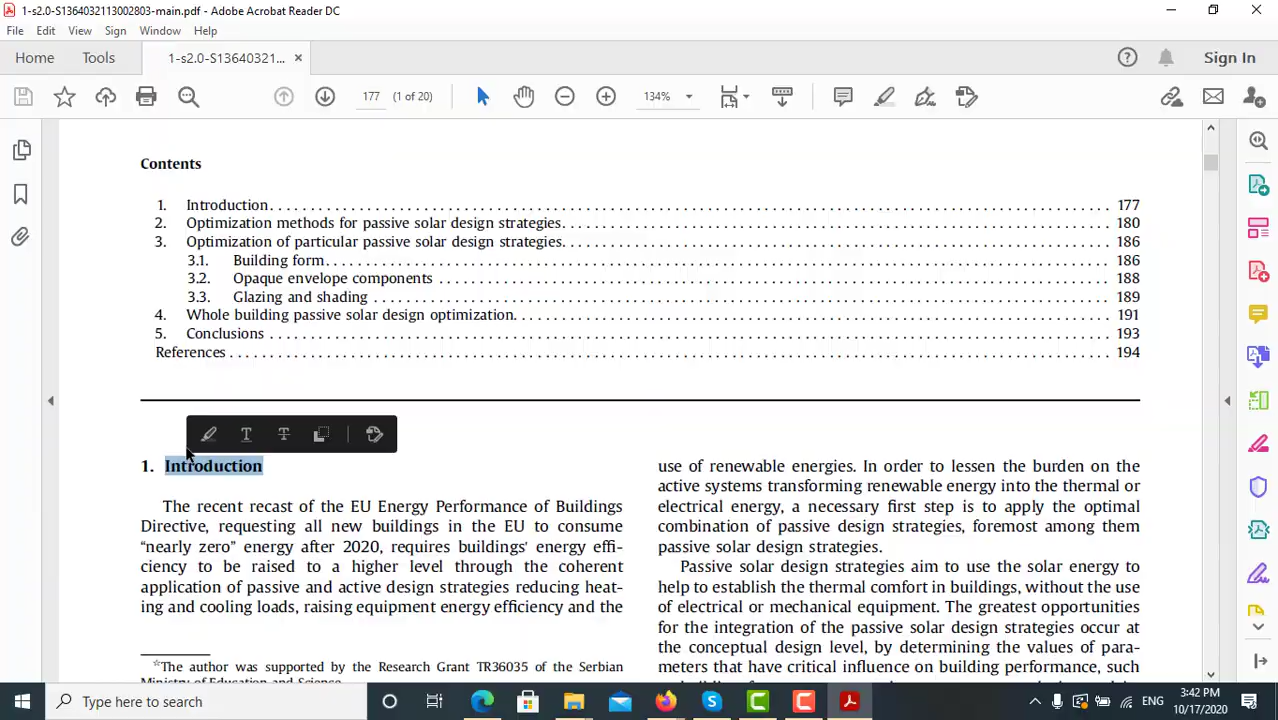 1-s2.0-S1364032113002803-main.pdf - Adobe Acrobat Reader DC
File Edit View Sign Window Help
Home Tools 1-s2.0-S13640321... × Sign In
177 (1 of 20) 134%
Contents
1. Introduction. . . . . . . . . . . . . . . . . . . . 177
2. Optimization methods for passive solar design strategies. . . . . . . . . . . . . . . . . . . . 180
3. Optimization of particular passive solar design strategies. . . . . . . . . . . . . . . . . . . . 186
3.1. Building form . . . . . . . . . . . . . . . . . . . . 186
3.2. Opaque envelope components . . . . . . . . . . . . . . . . . . . . 188
3.3. Glazing and shading . . . . . . . . . . . . . . . . . . . . 189
4. Whole building passive solar design optimization. . . . . . . . . . . . . . . . . . . . 191
5. Conclusions . . . . . . . . . . . . . . . . . . . . 193
References . . . . . . . . . . . . . . . . . . . . 194
1. Introduction
The recent recast of the EU Energy Performance of Buildings
Directive, requesting all new buildings in the EU to consume
“nearly zero” energy after 2020, requires buildings' energy effi-
ciency to be raised to a higher level through the coherent
application of passive and active design strategies reducing heat-
ing and cooling loads, raising equipment energy efficiency and the
☆The author was supported by the Research Grant TR36035 of the Serbian
Ministry of Education and Science.
use of renewable energies. In order to lessen the burden on the
active systems transforming renewable energy into the thermal or
electrical energy, a necessary first step is to apply the optimal
combination of passive design strategies, foremost among them
passive solar design strategies.
Passive solar design strategies aim to use the solar energy to
help to establish the thermal comfort in buildings, without the use
of electrical or mechanical equipment. The greatest opportunities
for the integration of the passive solar design strategies occur at
the conceptual design level, by determining the values of para-
meters that have critical influence on building performance, such
Type here to search
ENG
3:42 PM
10/17/2020